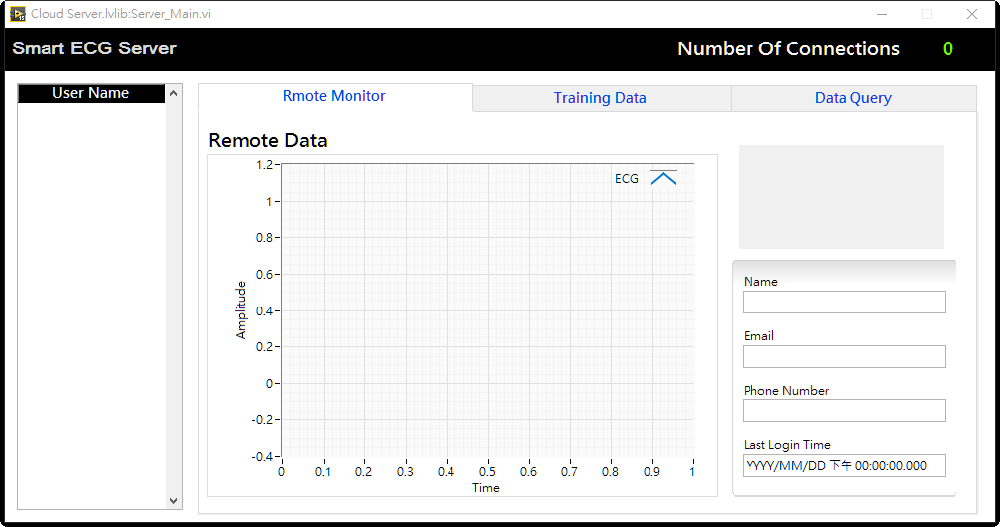 Cloud Server.lvlib:Server_Main.vi
Smart ECG Server
Number Of Connections 0
User Name
Rmote Monitor
Training Data
Data Query
Remote Data
ECG
1.2
1
0.8
0.6
0.4
0.2
0
-0.2
-0.4
Amplitude
0 0.1 0.2 0.3 0.4 0.5 0.6 0.7 0.8 0.9 1
Time
Name
Email
Phone Number
Last Login Time
YYYY/MM/DD 下午 00:00:00.000